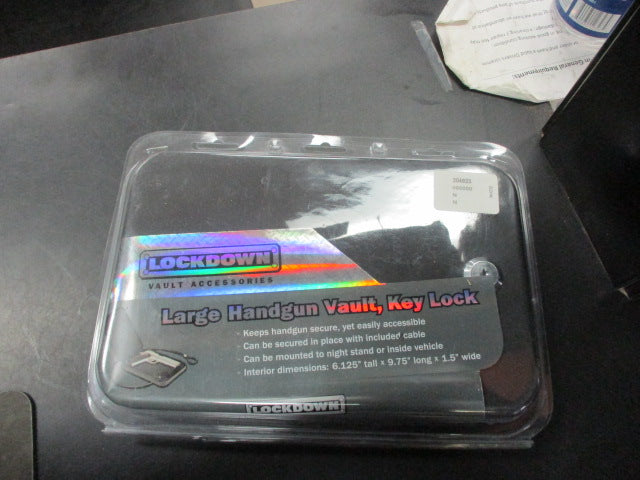 LOCKDOWN
VAULT ACCESSORIES
Large Handgun Vault, Key Lock
- Keeps handgun secure, yet easily accessible
- Can be secured in place with included cable
- Can be mounted to night stand or inside vehicle
- Interior dimensions: 6.125" tall x 9.75" long x 1.5" wide
LOCKDOWN
General Requirements: